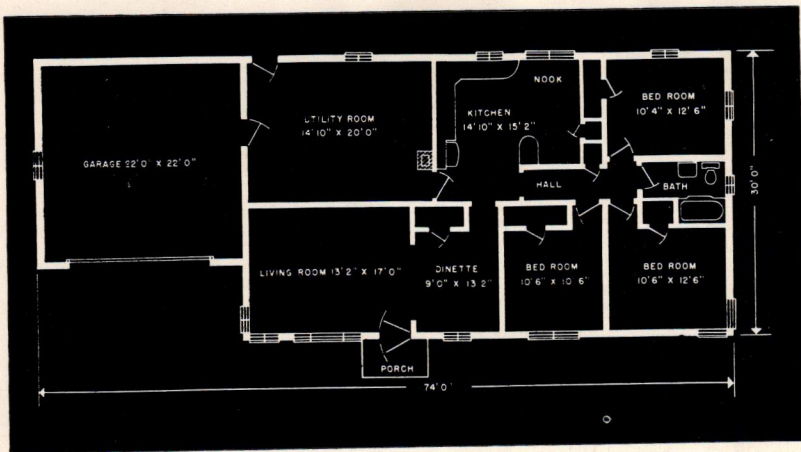 NOOK
BED ROOM
10'4" X 12'6"
UTILITY ROOM
14'10" X 20'0"
KITCHEN
14'10" X 15'2"
GARAGE 22'0" X 22'0"
HALL
BATH
30'0"
LIVING ROOM 13'2" X 17'0"
DINETTE
9'0" X 13'2"
BED ROOM
10'6" X 10'6"
BED ROOM
10'6" X 12'6"
PORCH
74'0"